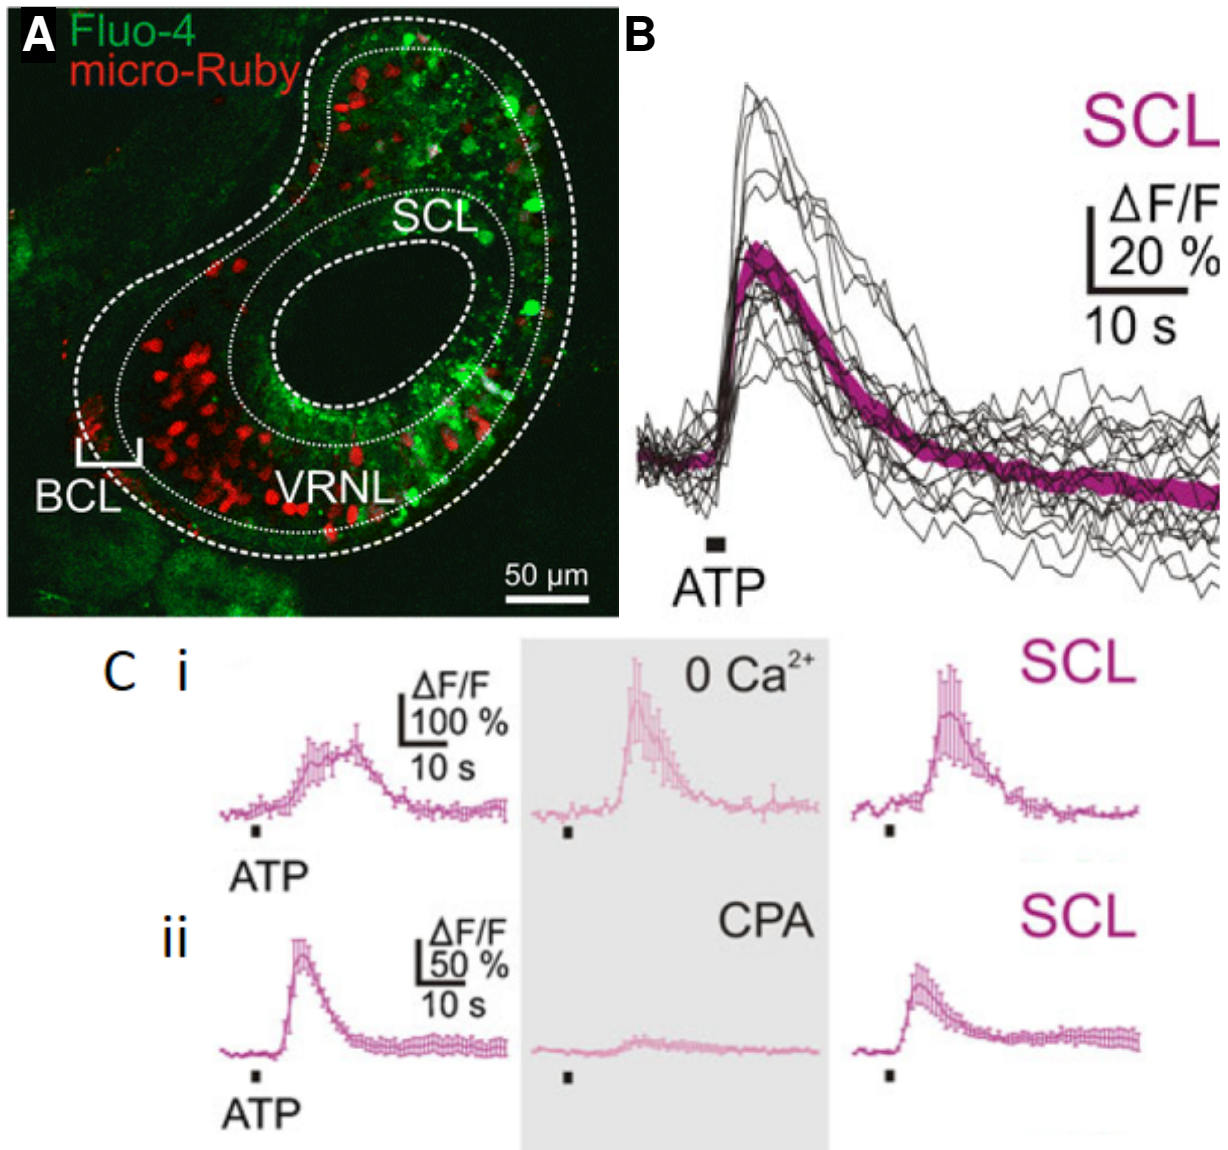 A
Fluo-4
micro-Ruby
SCL
VRNL
BCL
50 µm
B
SCL
ΔF/F
20 %
10 s
ATP
C i
ΔF/F
100 %
10 s
ATP
0 Ca²⁺
SCL
ii
ΔF/F
50 %
10 s
ATP
CPA
SCL